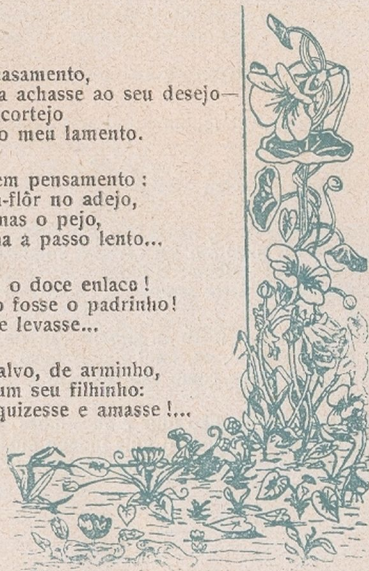 asamento,
a achasse ao seu desejo—
cortejo
o meu lamento.
em pensamento:
-flôr no adejo,
mas o pejo,
a a passo lento...
o doce enlace!
o fosse o padrinho!
e levasse...
alvo, de arminho,
um seu filhinho:
quizesse e amasse!...